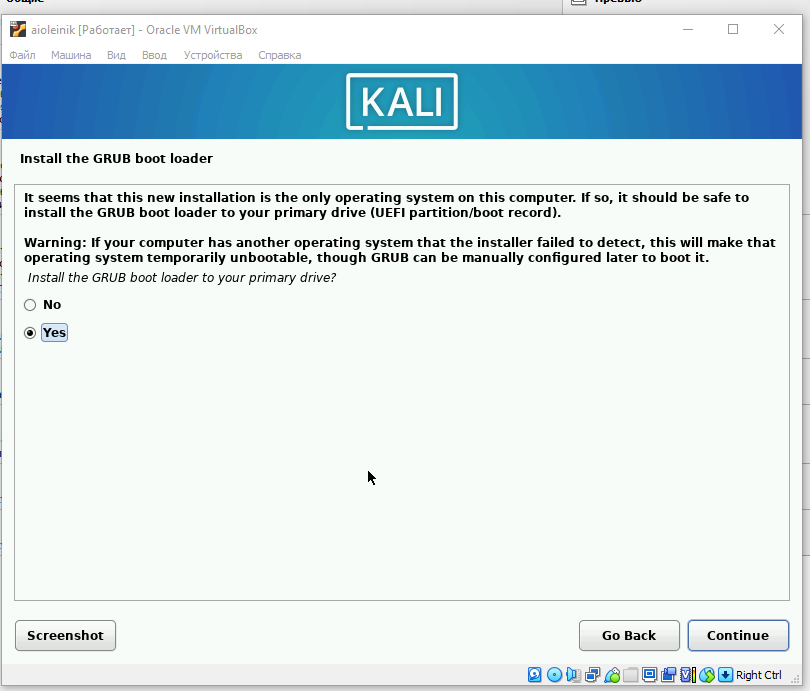 общие
Превью
aioleinik [Работает] - Oracle VM VirtualBox
Файл Машина Вид Ввод Устройства Справка
KALI
Install the GRUB boot loader
It seems that this new installation is the only operating system on this computer. If so, it should be safe to
install the GRUB boot loader to your primary drive (UEFI partition/boot record).
Warning: If your computer has another operating system that the installer failed to detect, this will make that
operating system temporarily unbootable, though GRUB can be manually configured later to boot it.
Install the GRUB boot loader to your primary drive?
No
Yes
Screenshot Go Back Continue
Right Ctrl